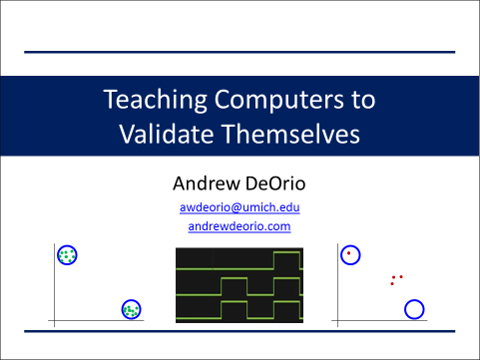 Teaching Computers to
Validate Themselves
Andrew DeOrio
awdeorio@umich.edu
andrewdeorio.com